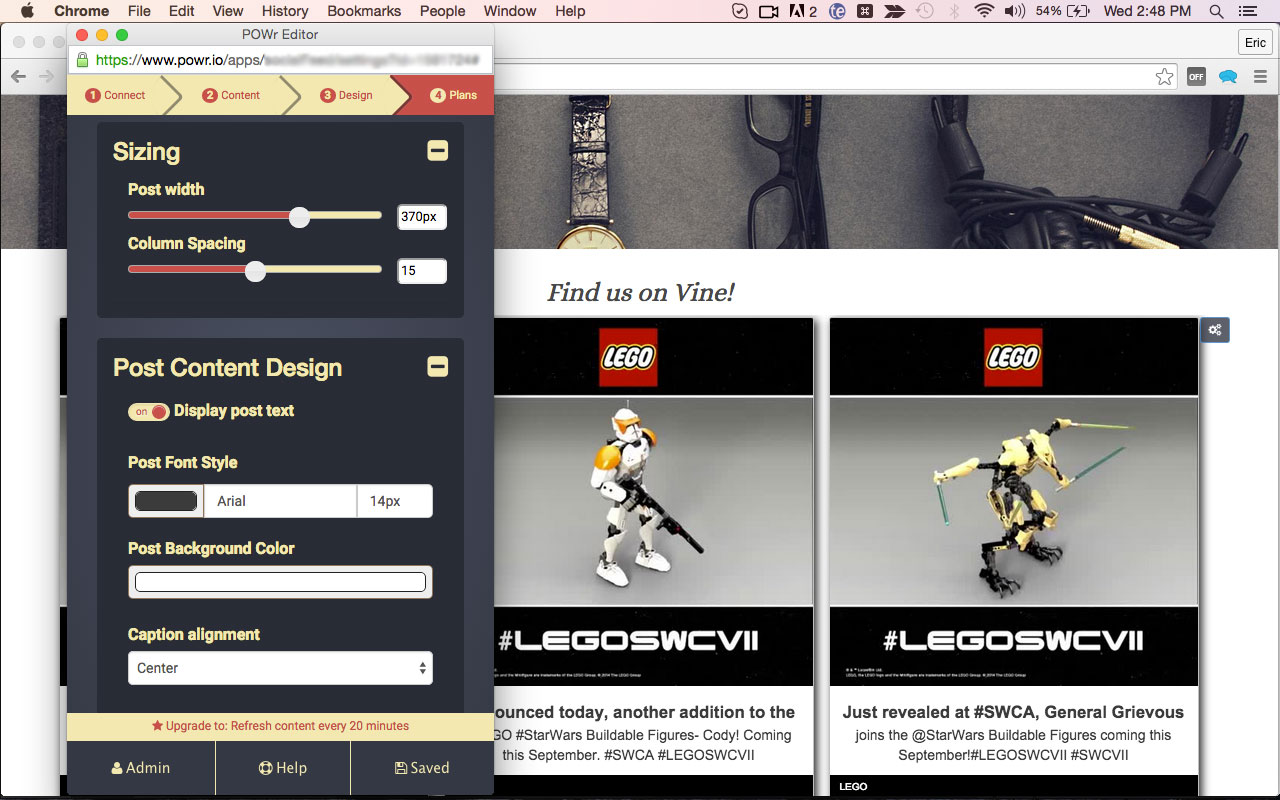 Chrome File Edit View History Bookmarks People Window Help 2 54% Wed 2:48 PM
POWr Editor
Eric
https://www.powr.io/apps/
OFF
1 Connect 2 Content 3 Design 4 Plans
Sizing
Post width
370px
Column Spacing
15
Post Content Design
on Display post text
Post Font Style
Arial 14px
Post Background Color
Caption alignment
Center
Upgrade to: Refresh content every 20 minutes
Admin Help Saved
Find us on Vine!
LEGO
#LEGOSWCVII
ounced today, another addition to the
GO #StarWars Buildable Figures- Cody! Coming
this September. #SWCA #LEGOSWCVII
LEGO
#LEGOSWCVII
Just revealed at #SWCA, General Grievous
joins the @StarWars Buildable Figures coming this
September!#LEGOSWCVII #SWCVII
LEGO